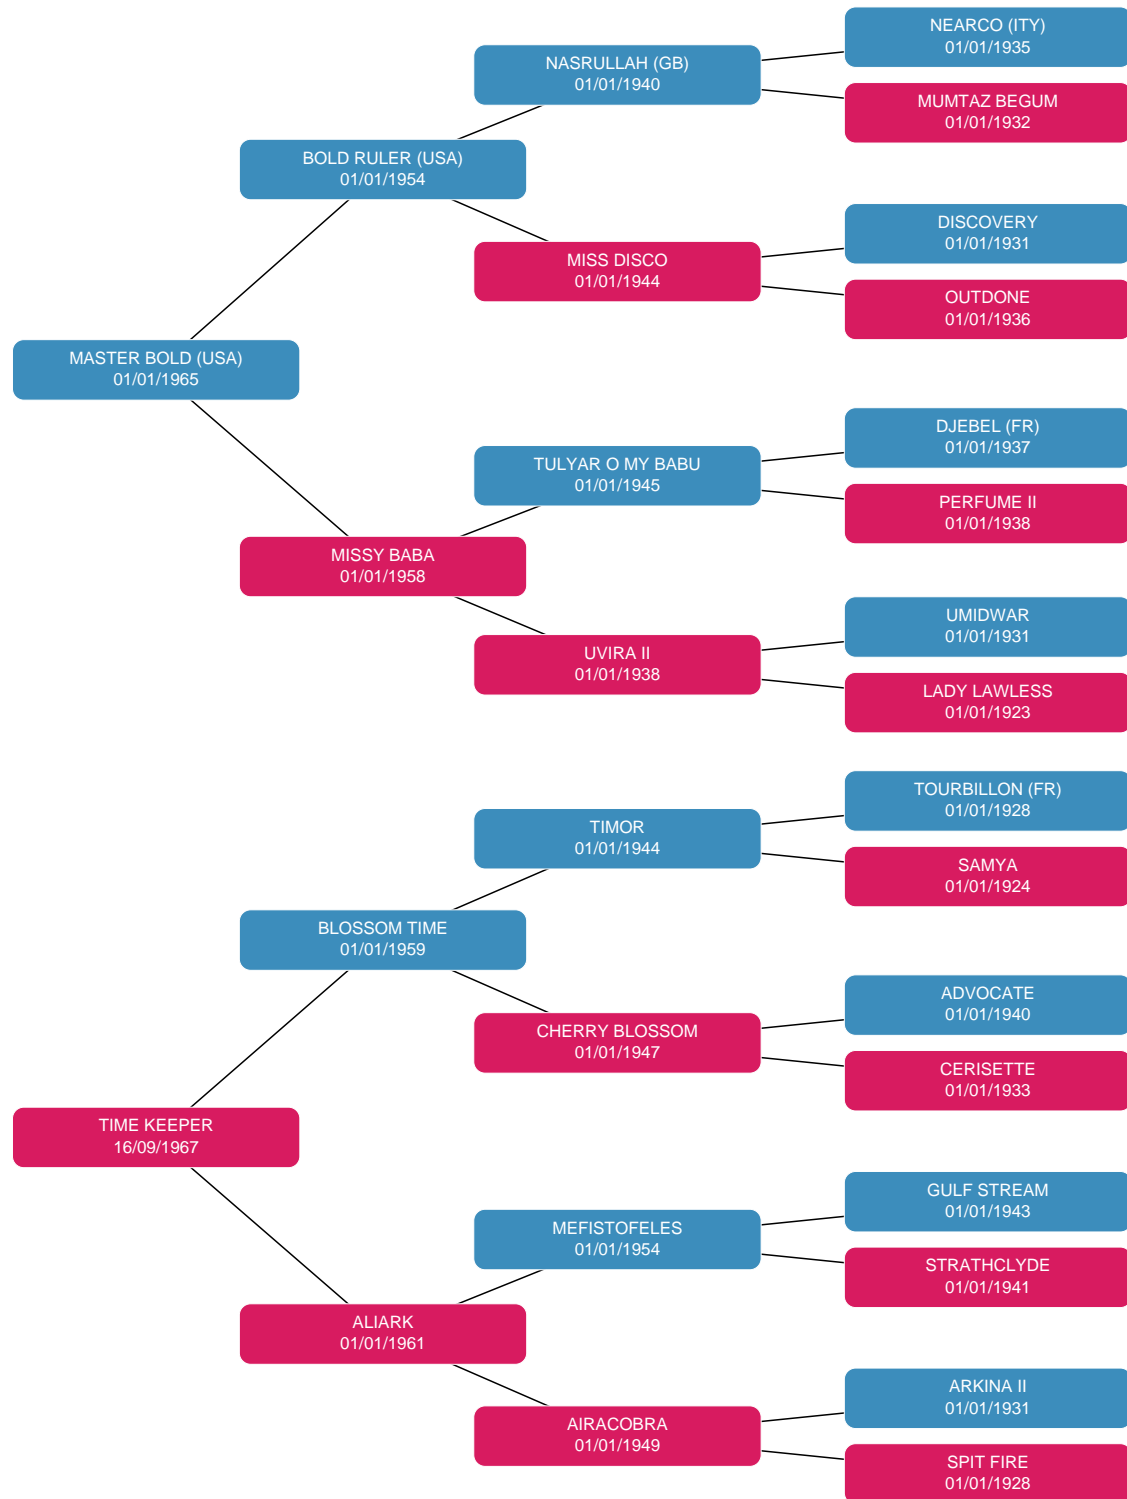 NEARCO (ITY)
01/01/1935
NASRULLAH (GB)
01/01/1940
MUMTAZ BEGUM
01/01/1932
BOLD RULER (USA)
01/01/1954
DISCOVERY
01/01/1931
MISS DISCO
01/01/1944
OUTDONE
01/01/1936
MASTER BOLD (USA)
01/01/1965
DJEBEL (FR)
01/01/1937
TULYAR O MY BABU
01/01/1945
PERFUME II
01/01/1938
MISSY BABA
01/01/1958
UMIDWAR
01/01/1931
UVIRA II
01/01/1938
LADY LAWLESS
01/01/1923
TOURBILLON (FR)
01/01/1928
TIMOR
01/01/1944
SAMYA
01/01/1924
BLOSSOM TIME
01/01/1959
ADVOCATE
01/01/1940
CHERRY BLOSSOM
01/01/1947
CERISETTE
01/01/1933
TIME KEEPER
16/09/1967
GULF STREAM
01/01/1943
MEFISTOFELES
01/01/1954
STRATHCLYDE
01/01/1941
ALIARK
01/01/1961
ARKINA II
01/01/1931
AIRACOBRA
01/01/1949
SPIT FIRE
01/01/1928